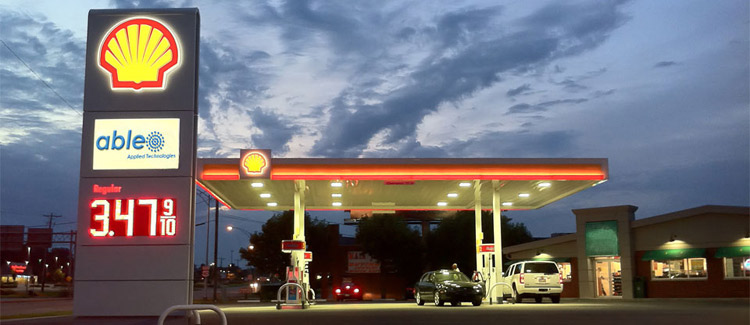 able
Applied Technologies
Regular
3.47 9/10